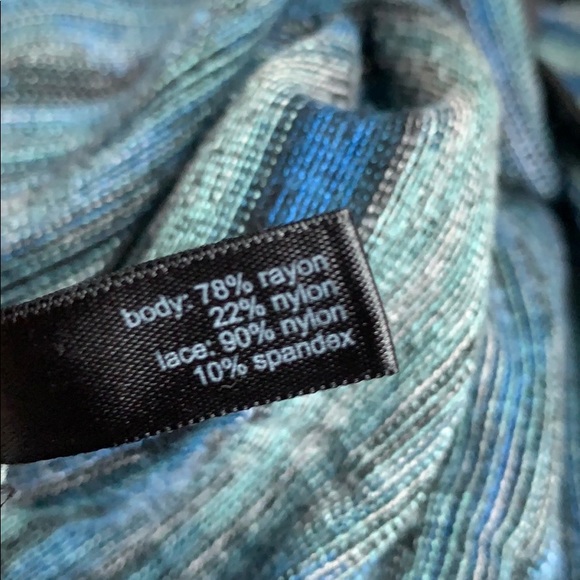 body: 78% rayon
22% nylon
lace: 90% nylon
10% spandex